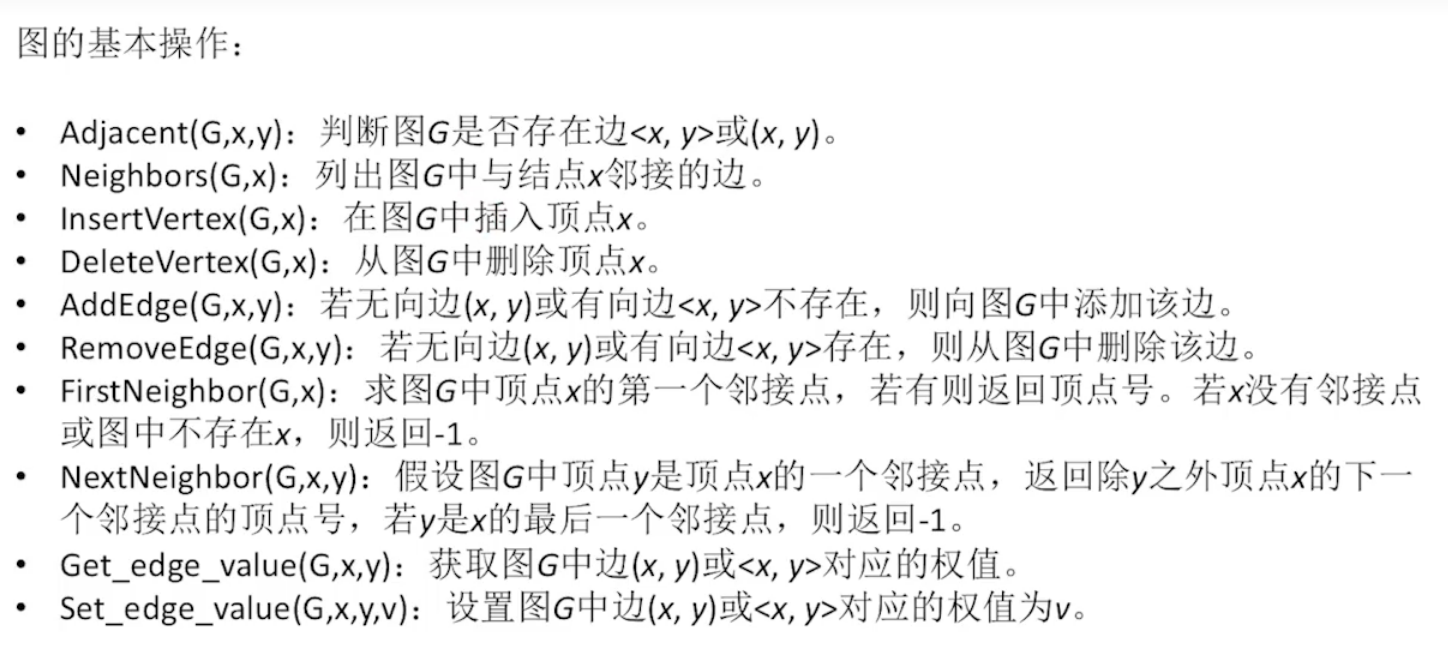 图的基本操作：
• Adjacent(G,x,y)：判断图G是否存在边<x, y>或(x, y)。
• Neighbors(G,x)：列出图G中与结点x邻接的边。
• InsertVertex(G,x)：在图G中插入顶点x。
• DeleteVertex(G,x)：从图G中删除顶点x。
• AddEdge(G,x,y)：若无向边(x, y)或有向边<x, y>不存在，则向图G中添加该边。
• RemoveEdge(G,x,y)：若无向边(x, y)或有向边<x, y>存在，则从图G中删除该边。
• FirstNeighbor(G,x)：求图G中顶点x的第一个邻接点，若有则返回顶点号。若x没有邻接点
或图中不存在x，则返回-1。
• NextNeighbor(G,x,y)：假设图G中顶点y是顶点x的一个邻接点，返回除y之外顶点x的下一
个邻接点的顶点号，若y是x的最后一个邻接点，则返回-1。
• Get_edge_value(G,x,y)：获取图G中边(x, y)或<x, y>对应的权值。
• Set_edge_value(G,x,y,v)：设置图G中边(x, y)或<x, y>对应的权值为v。